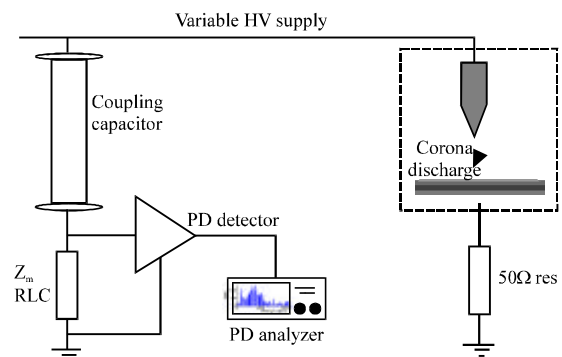 Variable HV supply
Coupling
capacitor
Corona
discharge
PD detector
Zm
RLC
50Ω res
PD analyzer